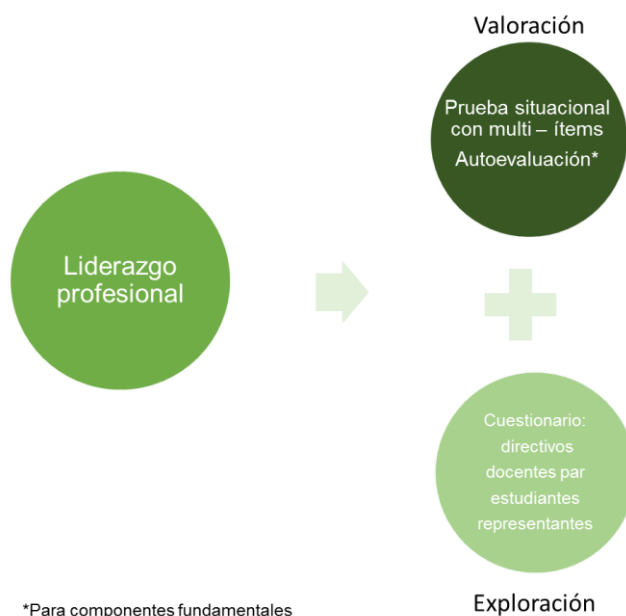 Valoración
Prueba situacional
con multi – ítems
Autoevaluación*
Liderazgo
profesional
Cuestionario:
directivos
docentes par
estudiantes
representantes
*Para componentes fundamentales
Exploración